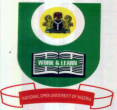 WORK & LEARN
NATIONAL OPEN UNIVERSITY OF NIGERIA